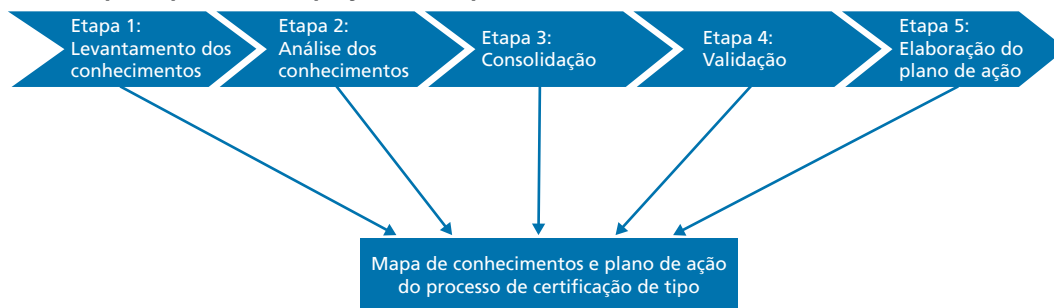 Etapa 1:
Levantamento dos
conhecimentos
Etapa 2:
Análise dos
conhecimentos
Etapa 3:
Consolidação
Etapa 4:
Validação
Etapa 5:
Elaboração do
plano de ação
Mapa de conhecimentos e plano de ação
do processo de certificação de tipo